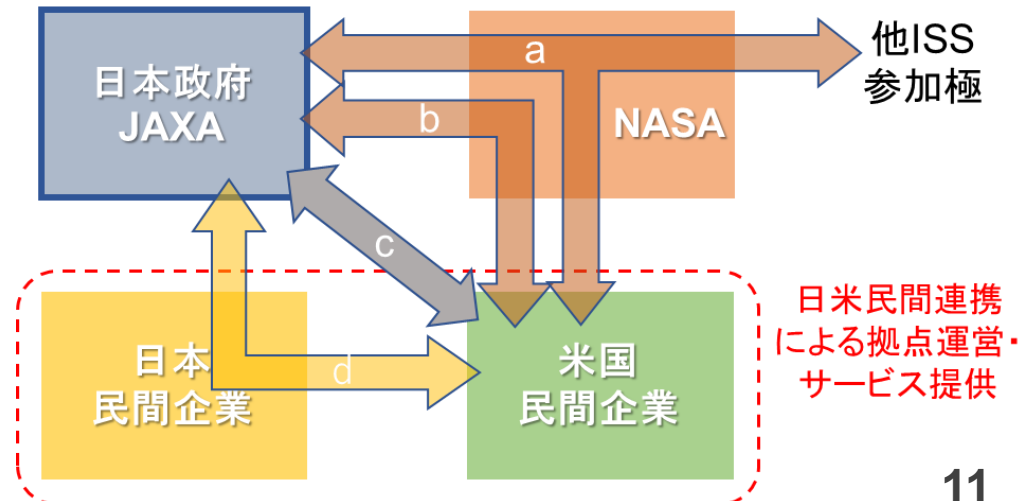 日本政府
JAXA
a
b
NASA
他ISS
参加極
c
日本
民間企業
d
米国
民間企業
日米民間連携
による拠点運営・
サービス提供
11